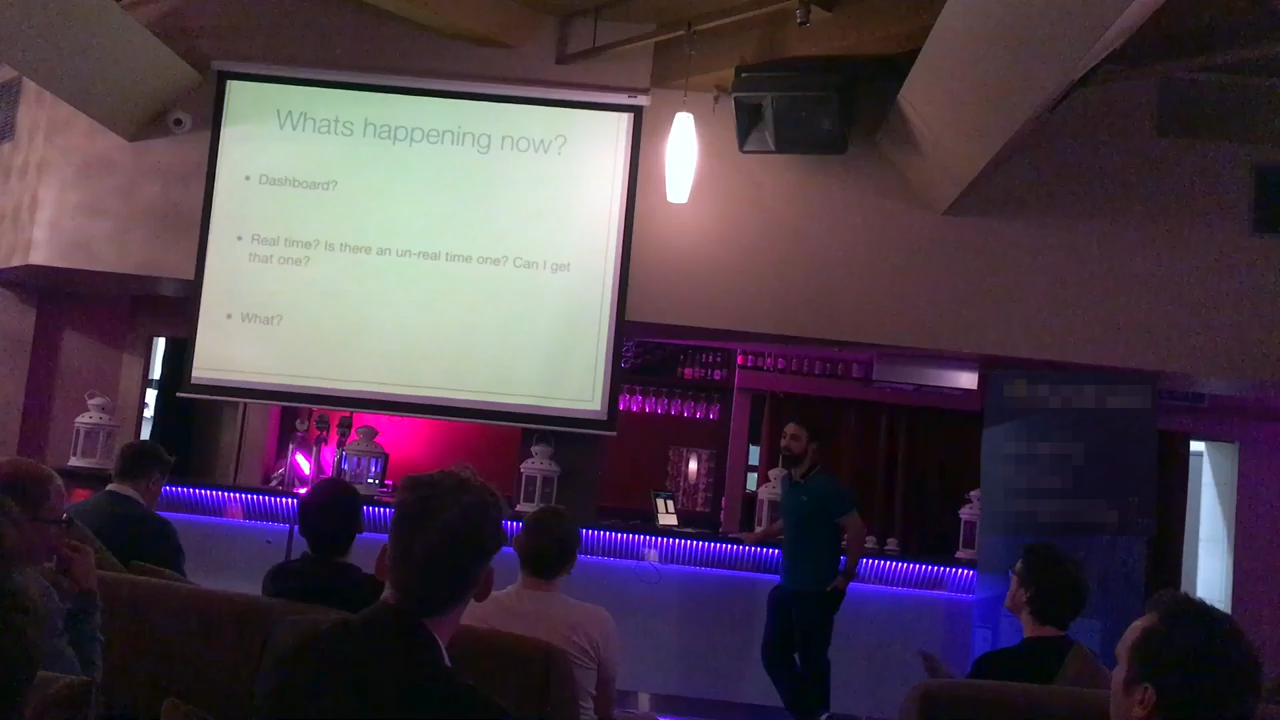 Whats happening now?
• Dashboard?
• Real time? Is there an un-real time one? Can I get
that one?
• What?